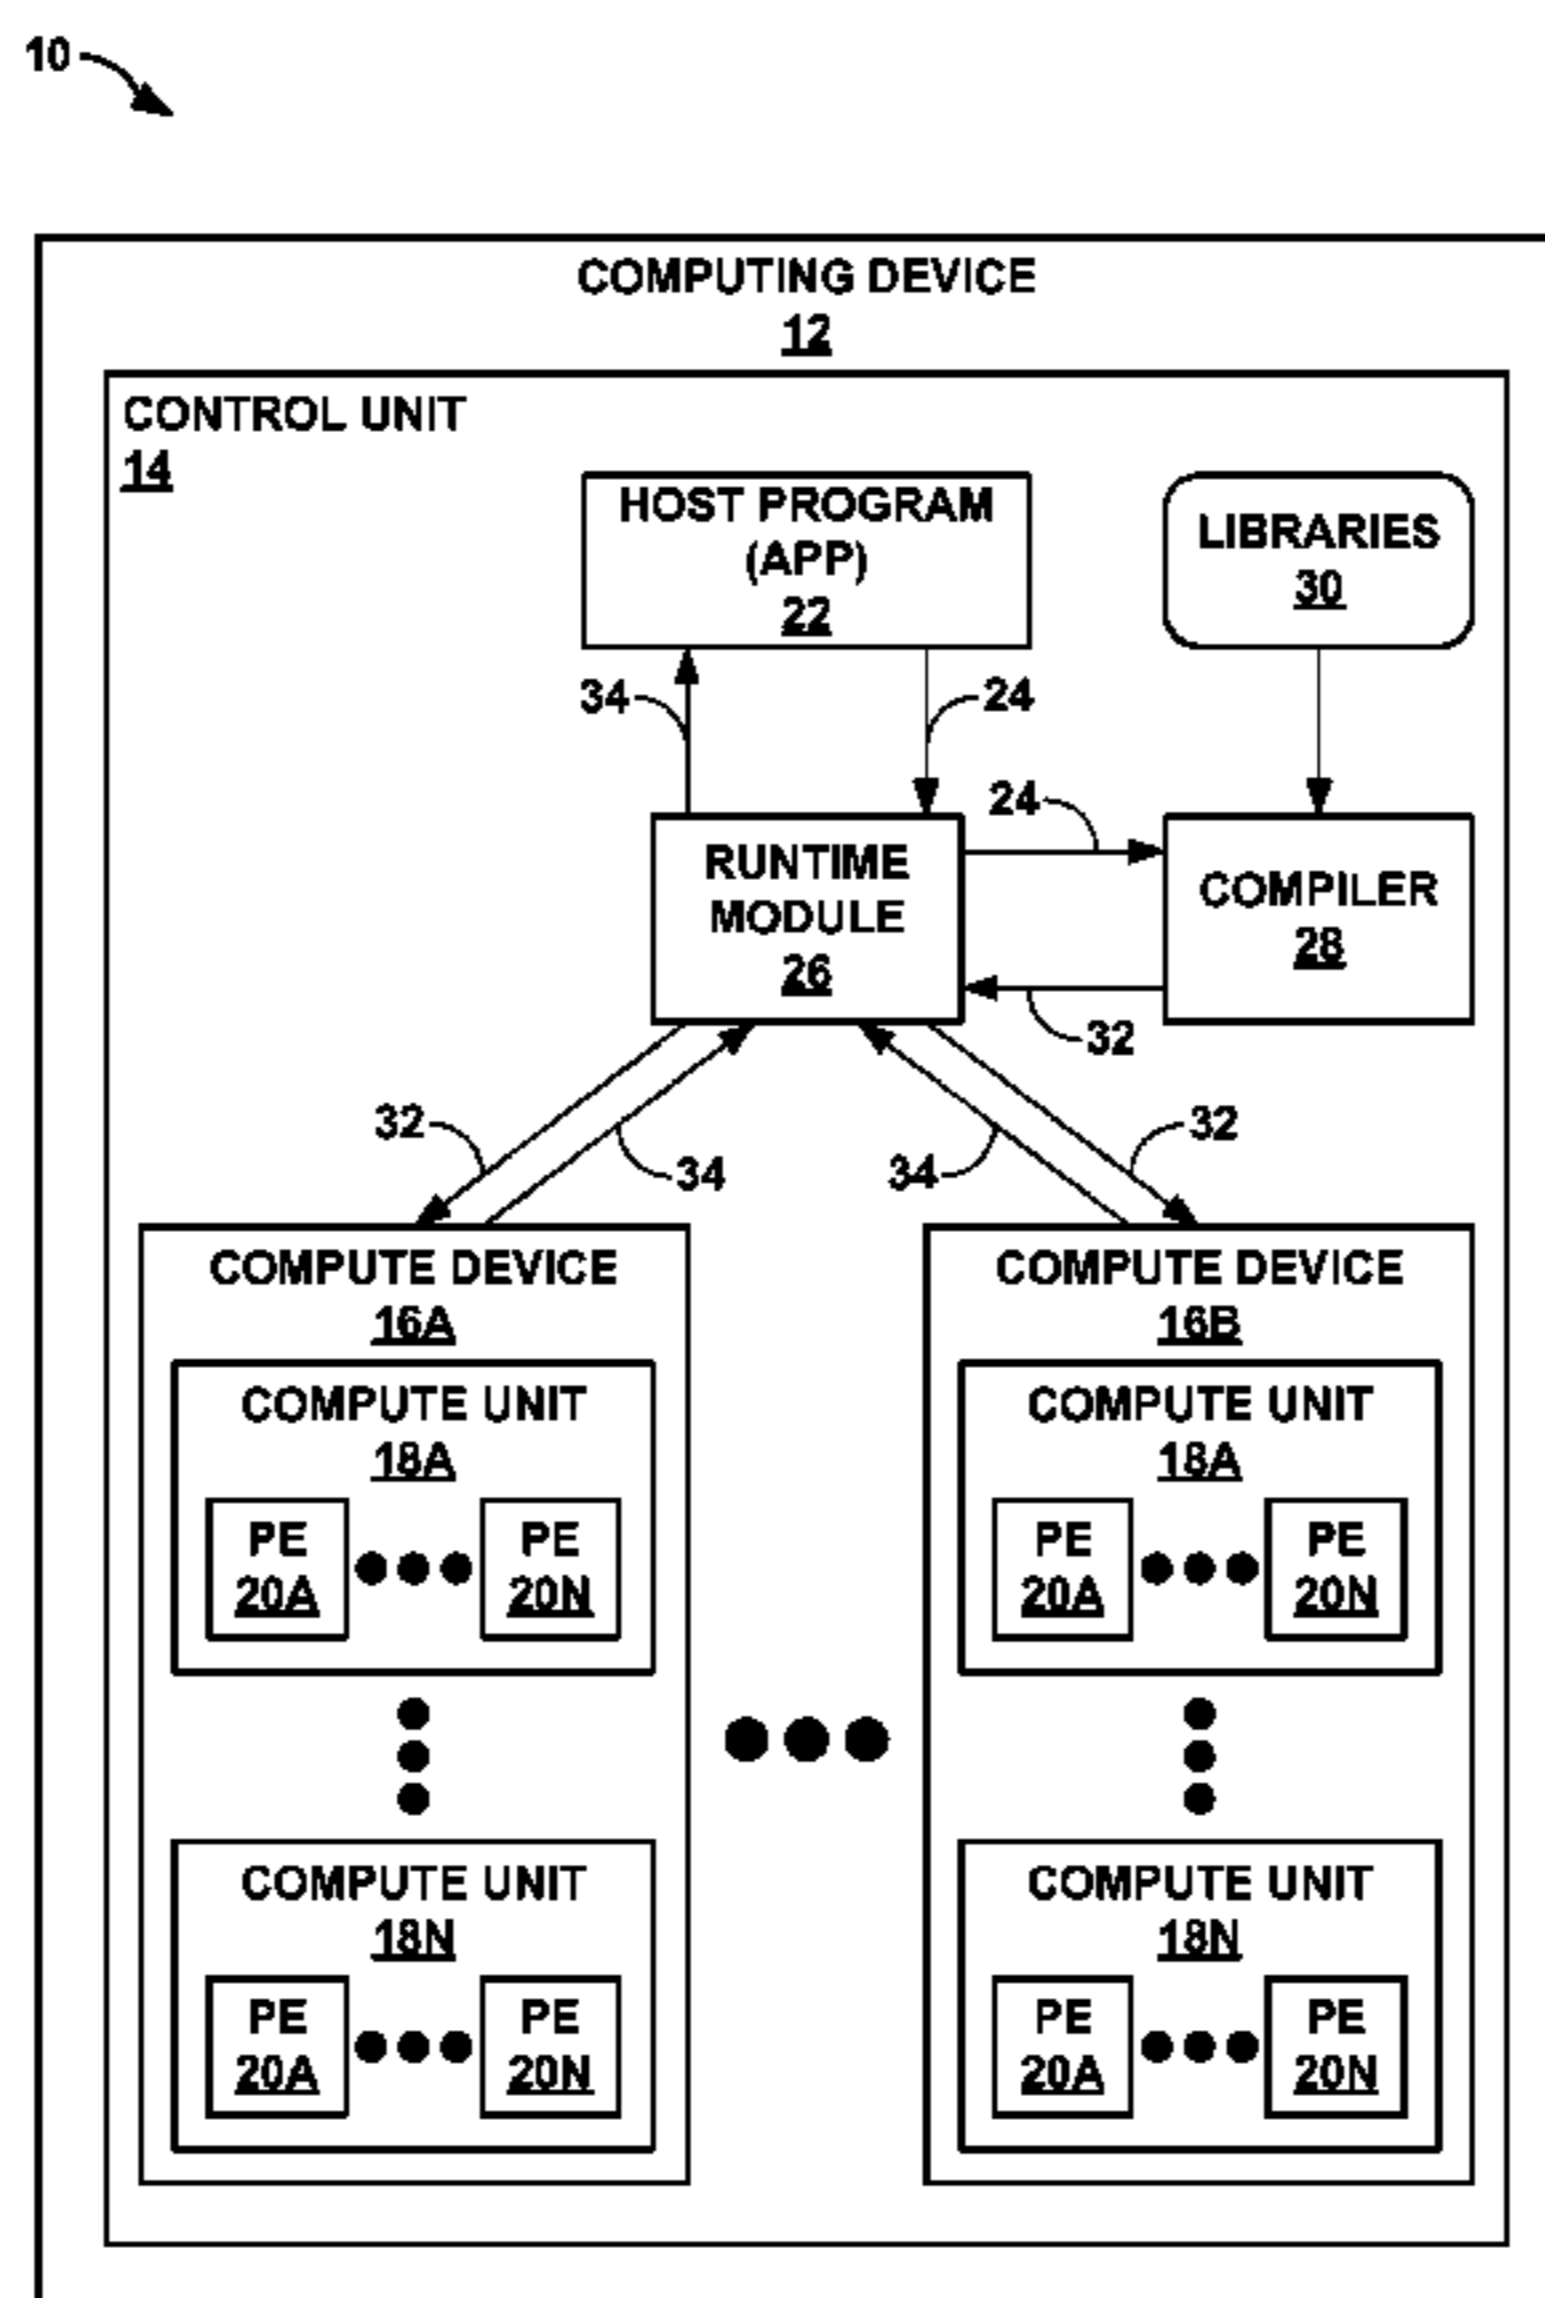 10
COMPUTING DEVICE
12
CONTROL UNIT
14
HOST PROGRAM
(APP)
22
LIBRARIES
30
34
24
24
RUNTIME
MODULE
26
COMPILER
28
32
32
34
34
32
COMPUTE DEVICE
16A
COMPUTE UNIT
18A
PE
20A
PE
20N
COMPUTE UNIT
18N
PE
20A
PE
20N
COMPUTE DEVICE
16B
COMPUTE UNIT
18A
PE
20A
PE
20N
COMPUTE UNIT
18N
PE
20A
PE
20N